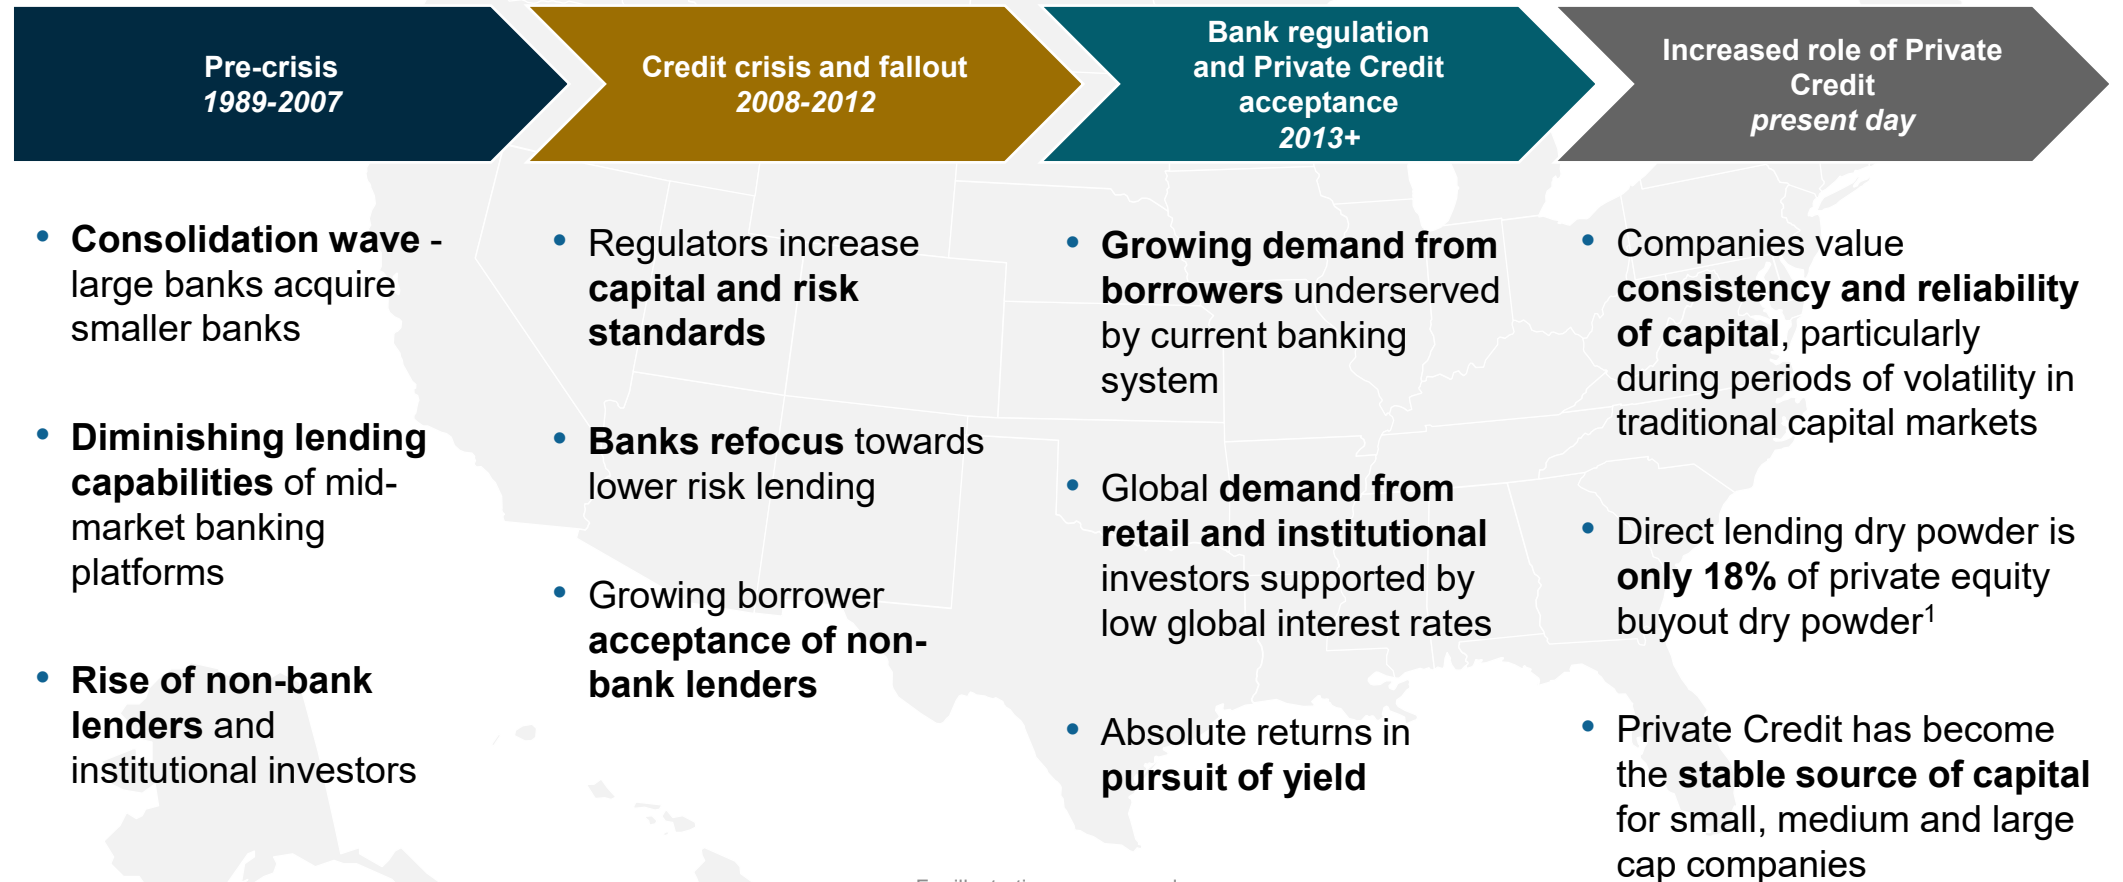 Pre-crisis
1989-2007
Credit crisis and fallout
2008-2012
Bank regulation
and Private Credit
acceptance
2013+
Increased role of Private
Credit
present day
• Consolidation wave -
large banks acquire
smaller banks
• Diminishing lending
capabilities of mid-
market banking
platforms
• Rise of non-bank
lenders and
institutional investors
• Regulators increase
capital and risk
standards
• Banks refocus towards
lower risk lending
• Growing borrower
acceptance of non-
bank lenders
• Growing demand from
borrowers underserved
by current banking
system
• Global demand from
retail and institutional
investors supported by
low global interest rates
• Absolute returns in
pursuit of yield
• Companies value
consistency and reliability
of capital, particularly
during periods of volatility in
traditional capital markets
• Direct lending dry powder is
only 18% of private equity
buyout dry powder¹
• Private Credit has become
the stable source of capital
for small, medium and large
cap companies